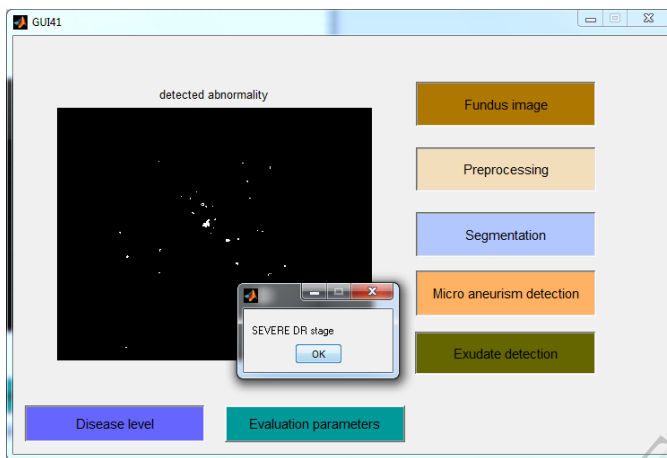 GUI41
detected abnormality
Fundus image
Preprocessing
Segmentation
Micro aneurism detection
SEVERE DR stage
OK
Exudate detection
Disease level
Evaluation parameters